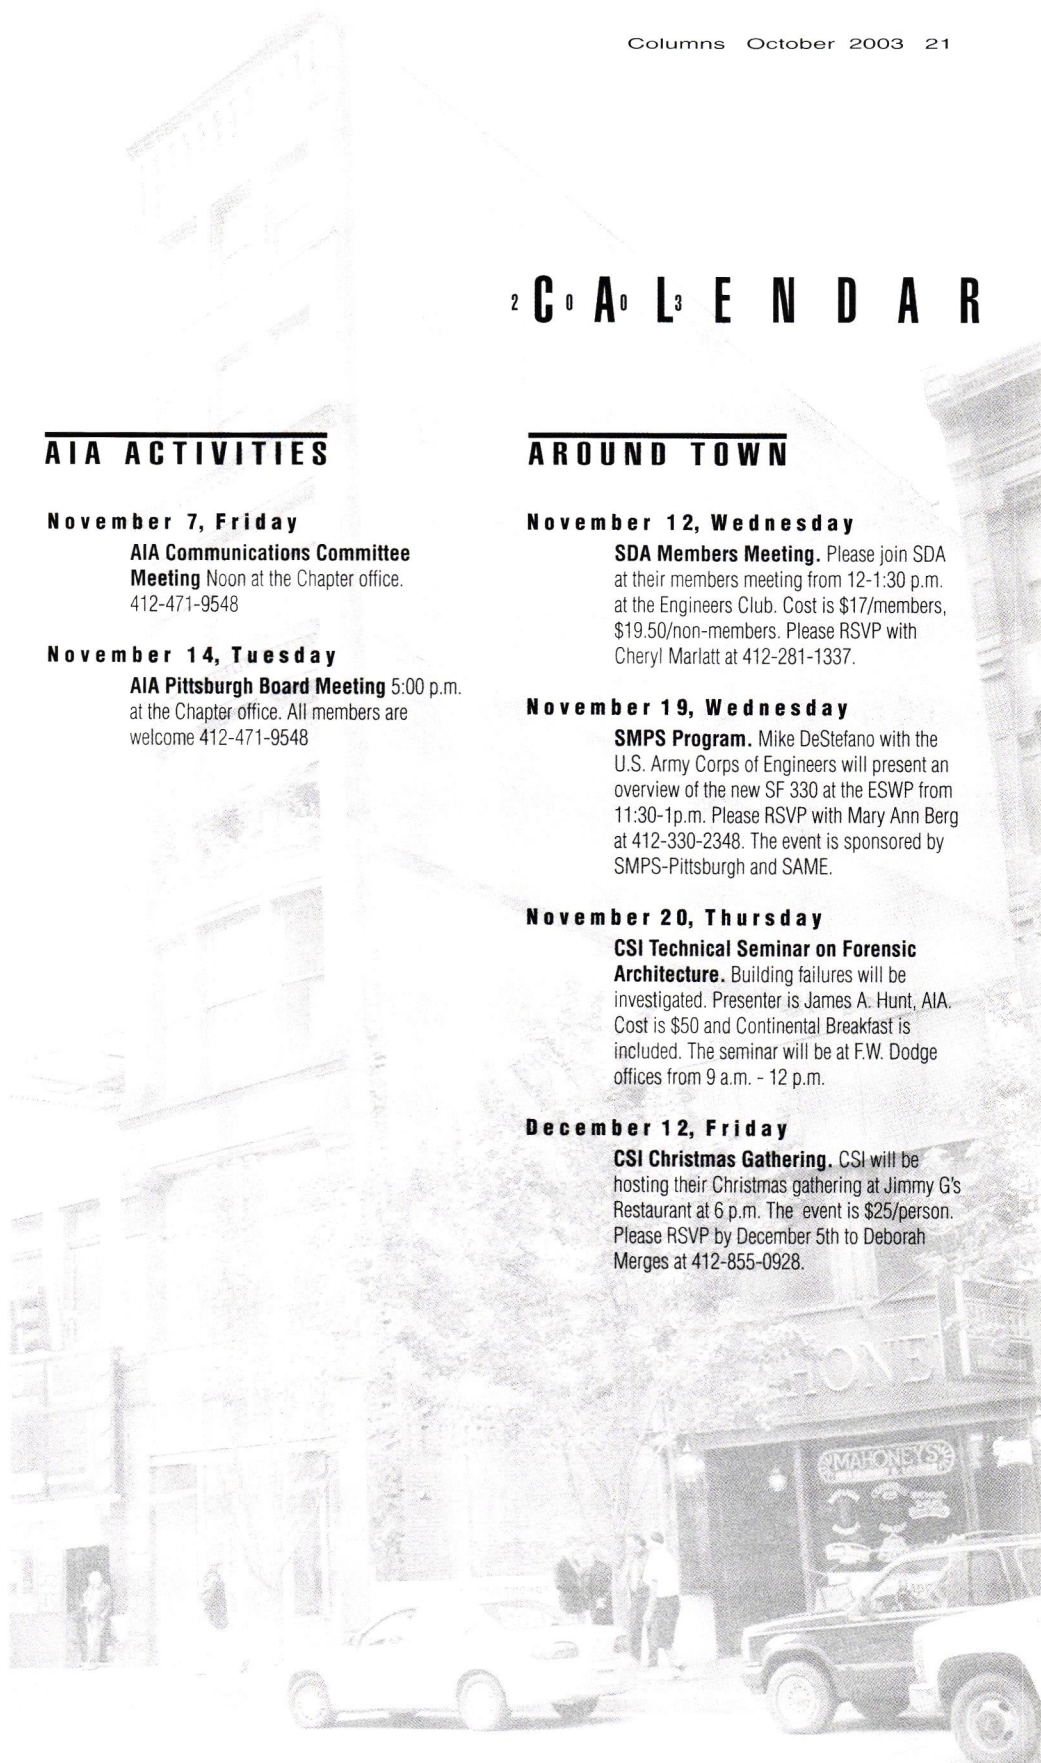 Columns October 2003 21
2003 CALENDAR
AIA ACTIVITIES
November 7, Friday
AIA Communications Committee
Meeting Noon at the Chapter office.
412-471-9548
November 14, Tuesday
AIA Pittsburgh Board Meeting 5:00 p.m.
at the Chapter office. All members are
welcome 412-471-9548
AROUND TOWN
November 12, Wednesday
SDA Members Meeting. Please join SDA
at their members meeting from 12-1:30 p.m.
at the Engineers Club. Cost is $17/members,
$19.50/non-members. Please RSVP with
Cheryl Marlatt at 412-281-1337.
November 19, Wednesday
SMPS Program. Mike DeStefano with the
U.S. Army Corps of Engineers will present an
overview of the new SF 330 at the ESWP from
11:30-1p.m. Please RSVP with Mary Ann Berg
at 412-330-2348. The event is sponsored by
SMPS-Pittsburgh and SAME.
November 20, Thursday
CSI Technical Seminar on Forensic
Architecture. Building failures will be
investigated. Presenter is James A. Hunt, AIA.
Cost is $50 and Continental Breakfast is
included. The seminar will be at F.W. Dodge
offices from 9 a.m. - 12 p.m.
December 12, Friday
CSI Christmas Gathering. CSI will be
hosting their Christmas gathering at Jimmy G's
Restaurant at 6 p.m. The event is $25/person.
Please RSVP by December 5th to Deborah
Merges at 412-855-0928.
HONE
MAHONEY'S